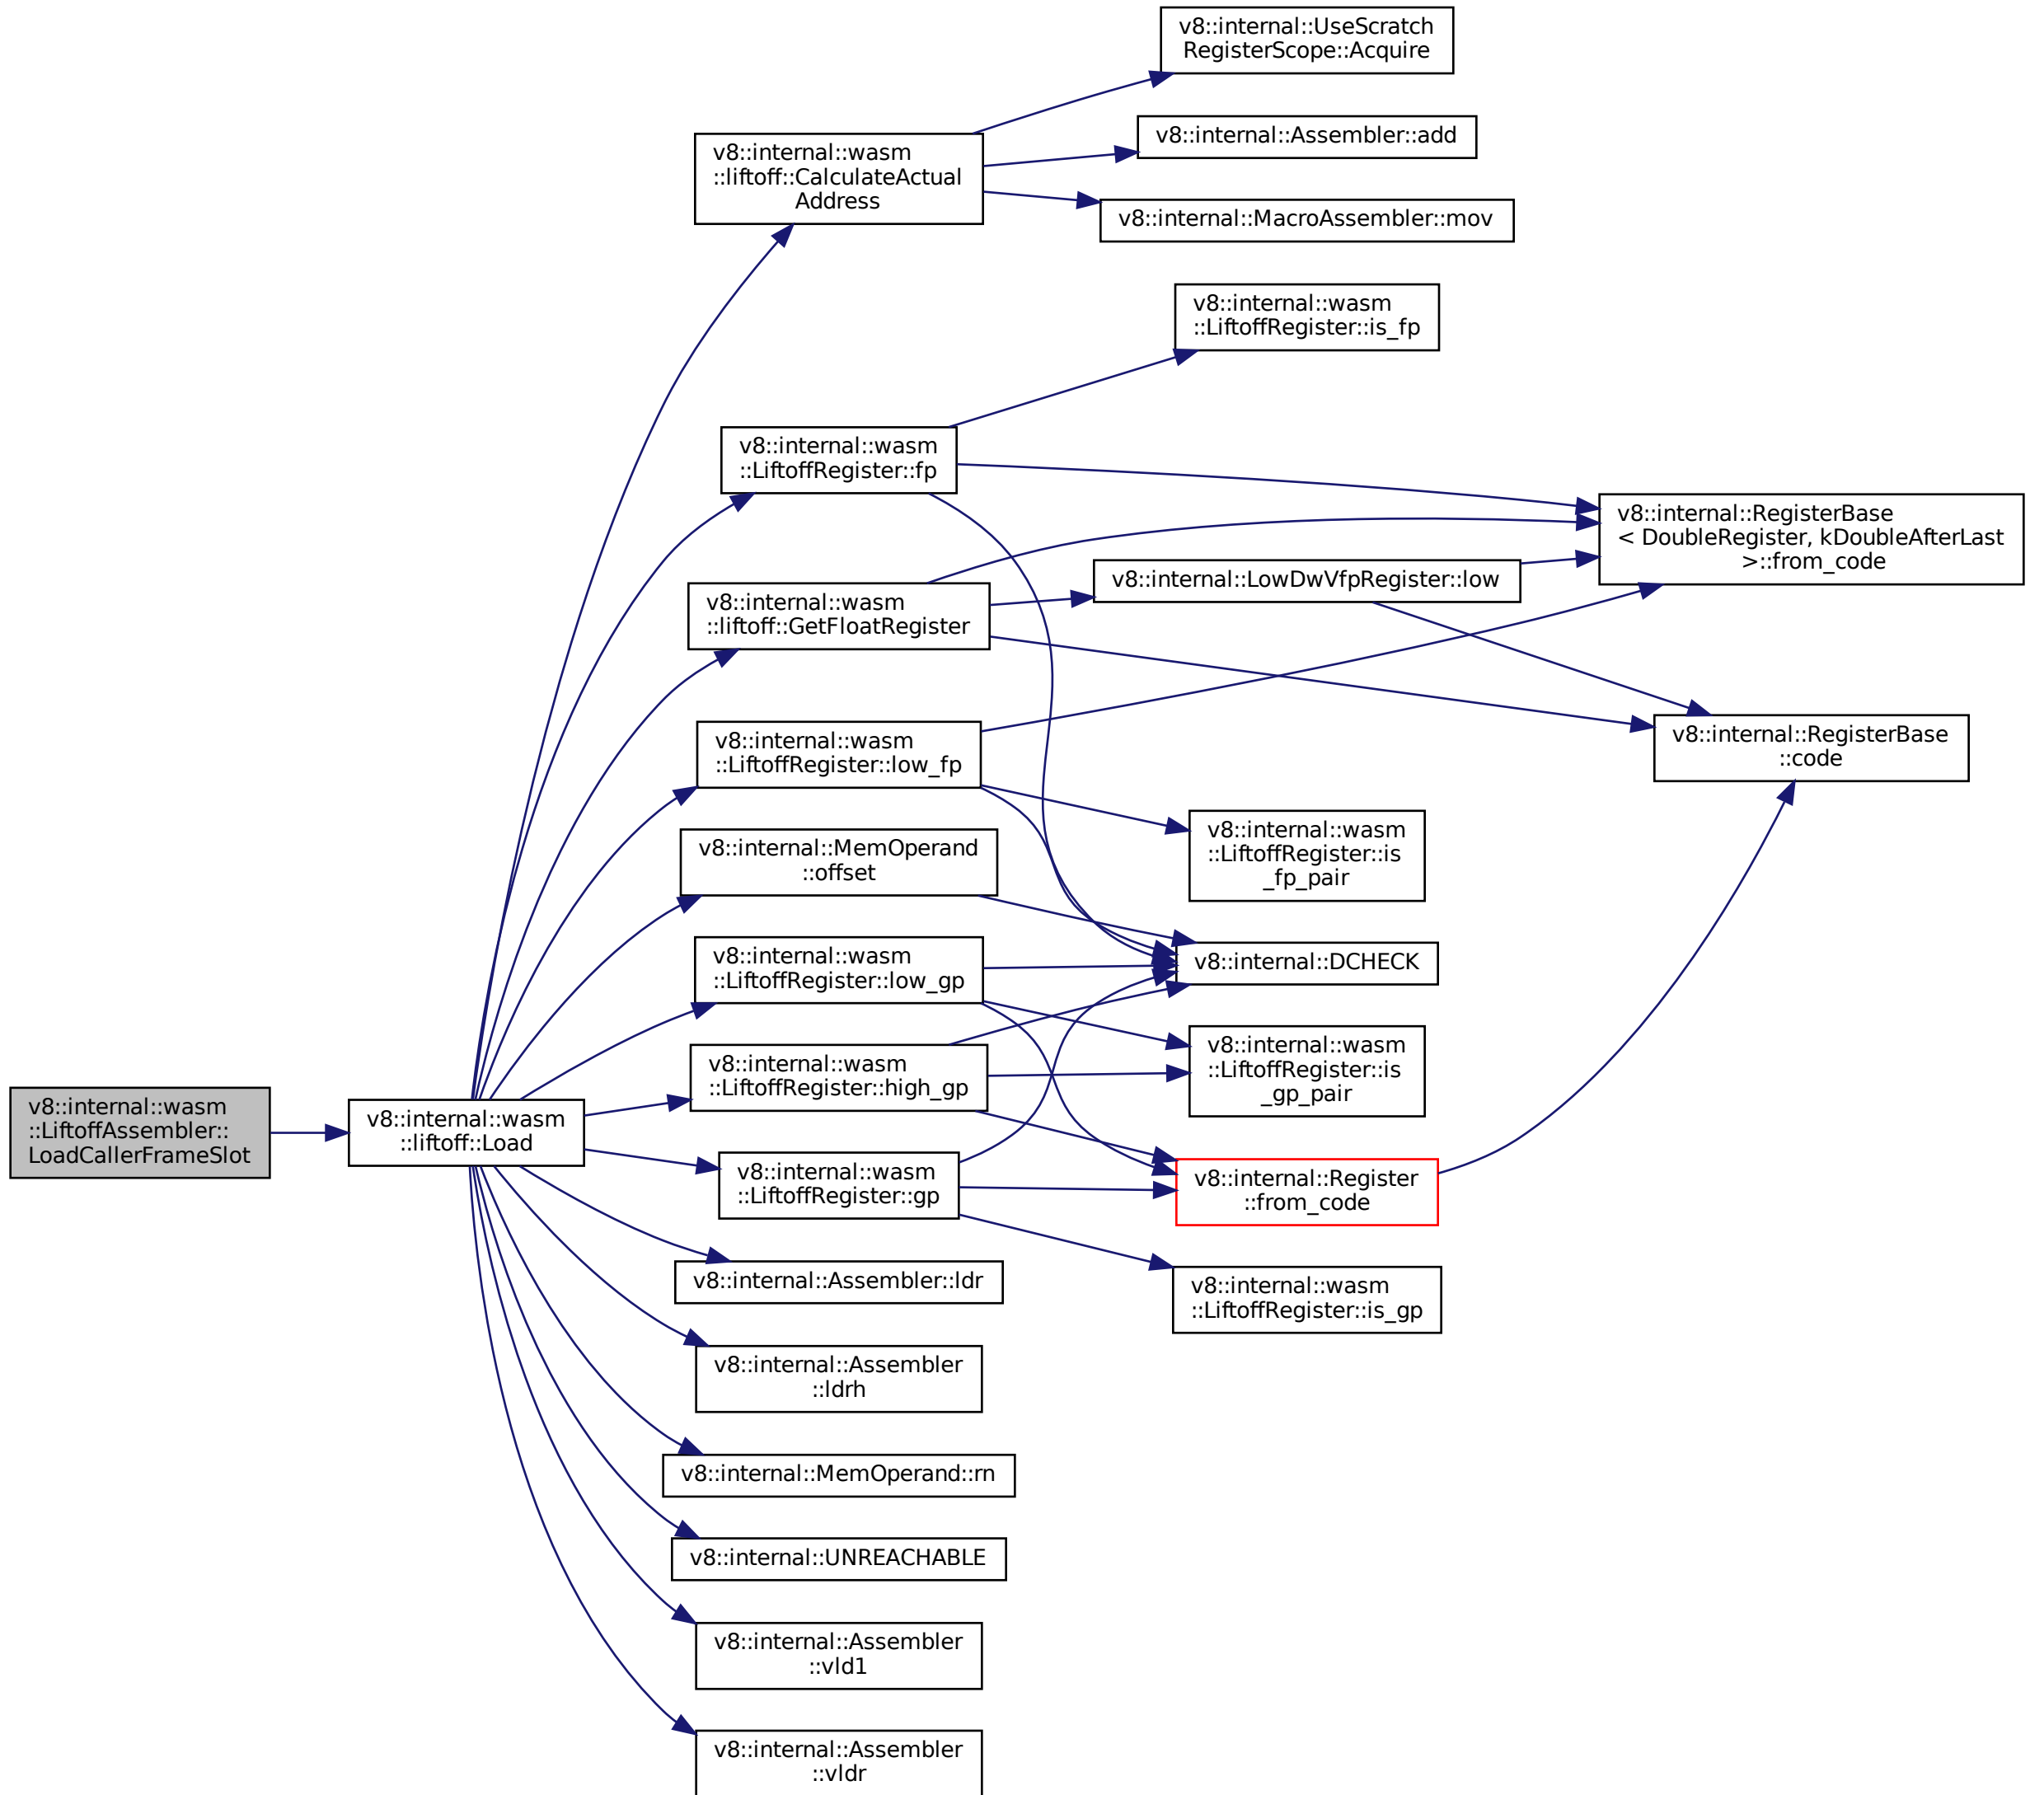 v8::internal::UseScratch
RegisterScope::Acquire
v8::internal::wasm
::liftoff::CalculateActual
Address
v8::internal::Assembler::add
v8::internal::MacroAssembler::mov
v8::internal::wasm
::LiftoffRegister::is_fp
v8::internal::wasm
::LiftoffRegister::fp
v8::internal::RegisterBase
< DoubleRegister, kDoubleAfterLast
>::from_code
v8::internal::wasm
::liftoff::GetFloatRegister
v8::internal::LowDwVfpRegister::low
v8::internal::wasm
::LiftoffRegister::low_fp
v8::internal::RegisterBase
::code
v8::internal::wasm
::LiftoffRegister::is
_fp_pair
v8::internal::MemOperand
::offset
v8::internal::wasm
::LiftoffRegister::low_gp
v8::internal::DCHECK
v8::internal::wasm
::LiftoffRegister::is
_gp_pair
v8::internal::wasm
::LiftoffRegister::high_gp
v8::internal::wasm
::LiftoffAssembler::
LoadCallerFrameSlot
v8::internal::wasm
::liftoff::Load
v8::internal::wasm
::LiftoffRegister::gp
v8::internal::Register
::from_code
v8::internal::Assembler::ldr
v8::internal::wasm
::LiftoffRegister::is_gp
v8::internal::Assembler
::ldrh
v8::internal::MemOperand::rn
v8::internal::UNREACHABLE
v8::internal::Assembler
::vld1
v8::internal::Assembler
::vldr